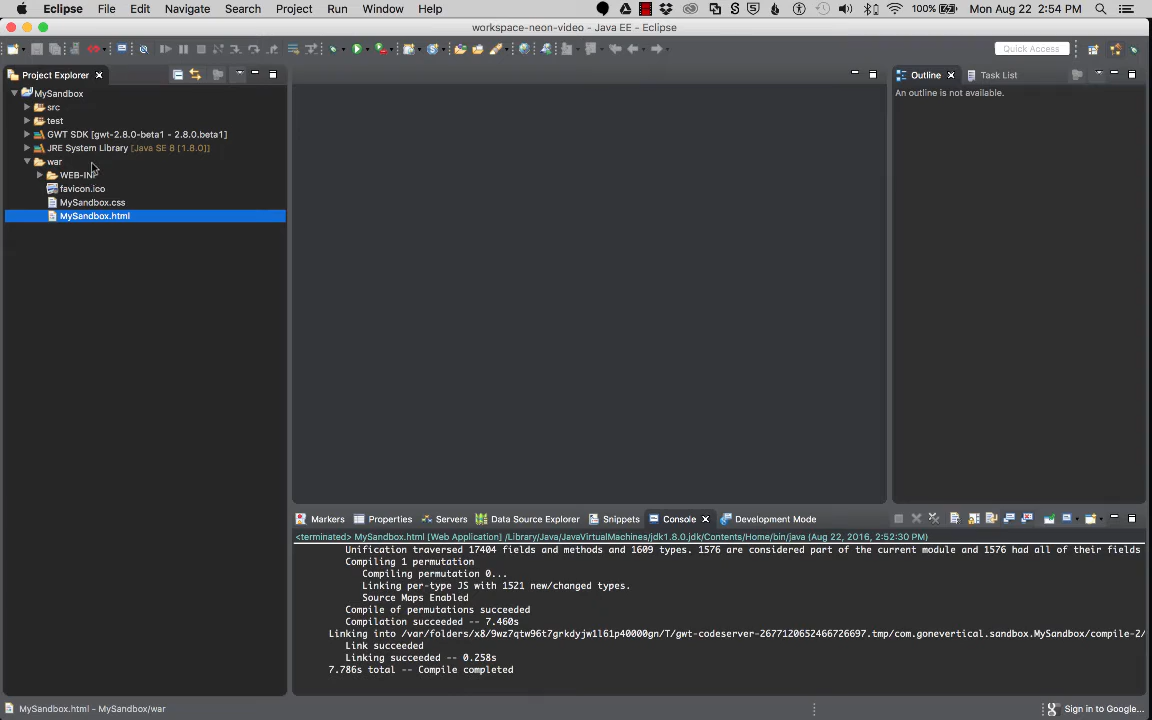 Eclipse File Edit Navigate Search Project Run Window Help 100% Mon Aug 22 2:54 PM
workspace-neon-video - Java EE - Eclipse
Quick Access
Project Explorer
Outline Task List
MySandbox
An outline is not available.
src
test
GWT SDK [gwt-2.8.0-beta1 - 2.8.0.beta1]
JRE System Library [Java SE 8 [1.8.0]]
war
WEB-INF
favicon.ico
MySandbox.css
MySandbox.html
Markers Properties Servers Data Source Explorer Snippets Console Development Mode
<terminated> MySandbox.html [Web Application] /Library/Java/JavaVirtualMachines/jdk1.8.0.jdk/Contents/Home/bin/java (Aug 22, 2016, 2:52:30 PM)
Unification traversed 17404 fields and methods and 1609 types. 1576 are considered part of the current module and 1576 had all of their fields
Compiling 1 permutation
Compiling permutation 0...
Linking per-type JS with 1521 new/changed types.
Source Maps Enabled
Compile of permutations succeeded
Compilation succeeded -- 7.460s
Linking into /var/folders/x8/9wz7qtw96t7grkdyjw1l61p40000gn/T/gwt-codeserver-2677120652466726697.tmp/com.gonevertical.sandbox.MySandbox/compile-2/
Link succeeded
Linking succeeded -- 0.258s
7.786s total -- Compile completed
MySandbox.html - MySandbox/war
Sign in to Google...